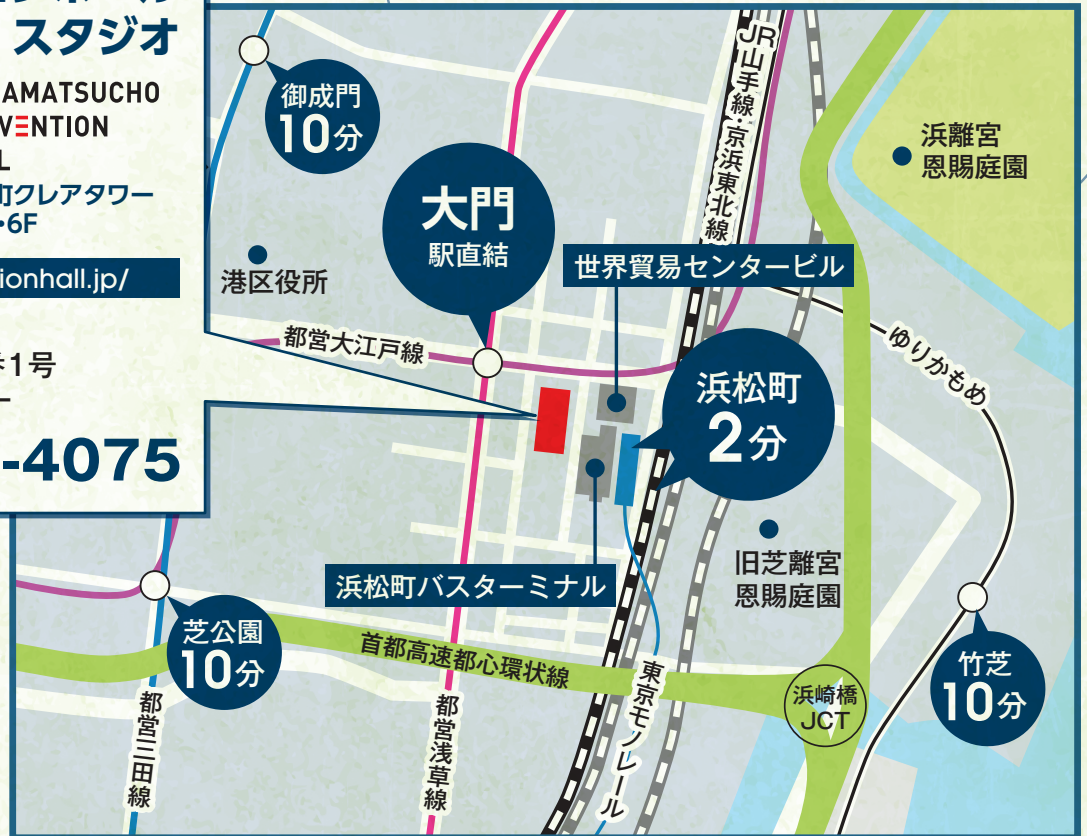 スタジオ
AMATSUCHO
VENTION
L
町クレアタワー
・6F
ionhall.jp/
1号
-4075
御成門
10分
大門
駅直結
港区役所
都営大江戸線
JR山手線・京浜東北線
世界貿易センタービル
浜離宮
恩賜庭園
ゆりかもめ
浜松町
2分
旧芝離宮
恩賜庭園
浜松町バスターミナル
芝公園
10分
首都高速都心環状線
都営三田線
都営浅草線
東京モノレール
浜崎橋
JCT
竹芝
10分